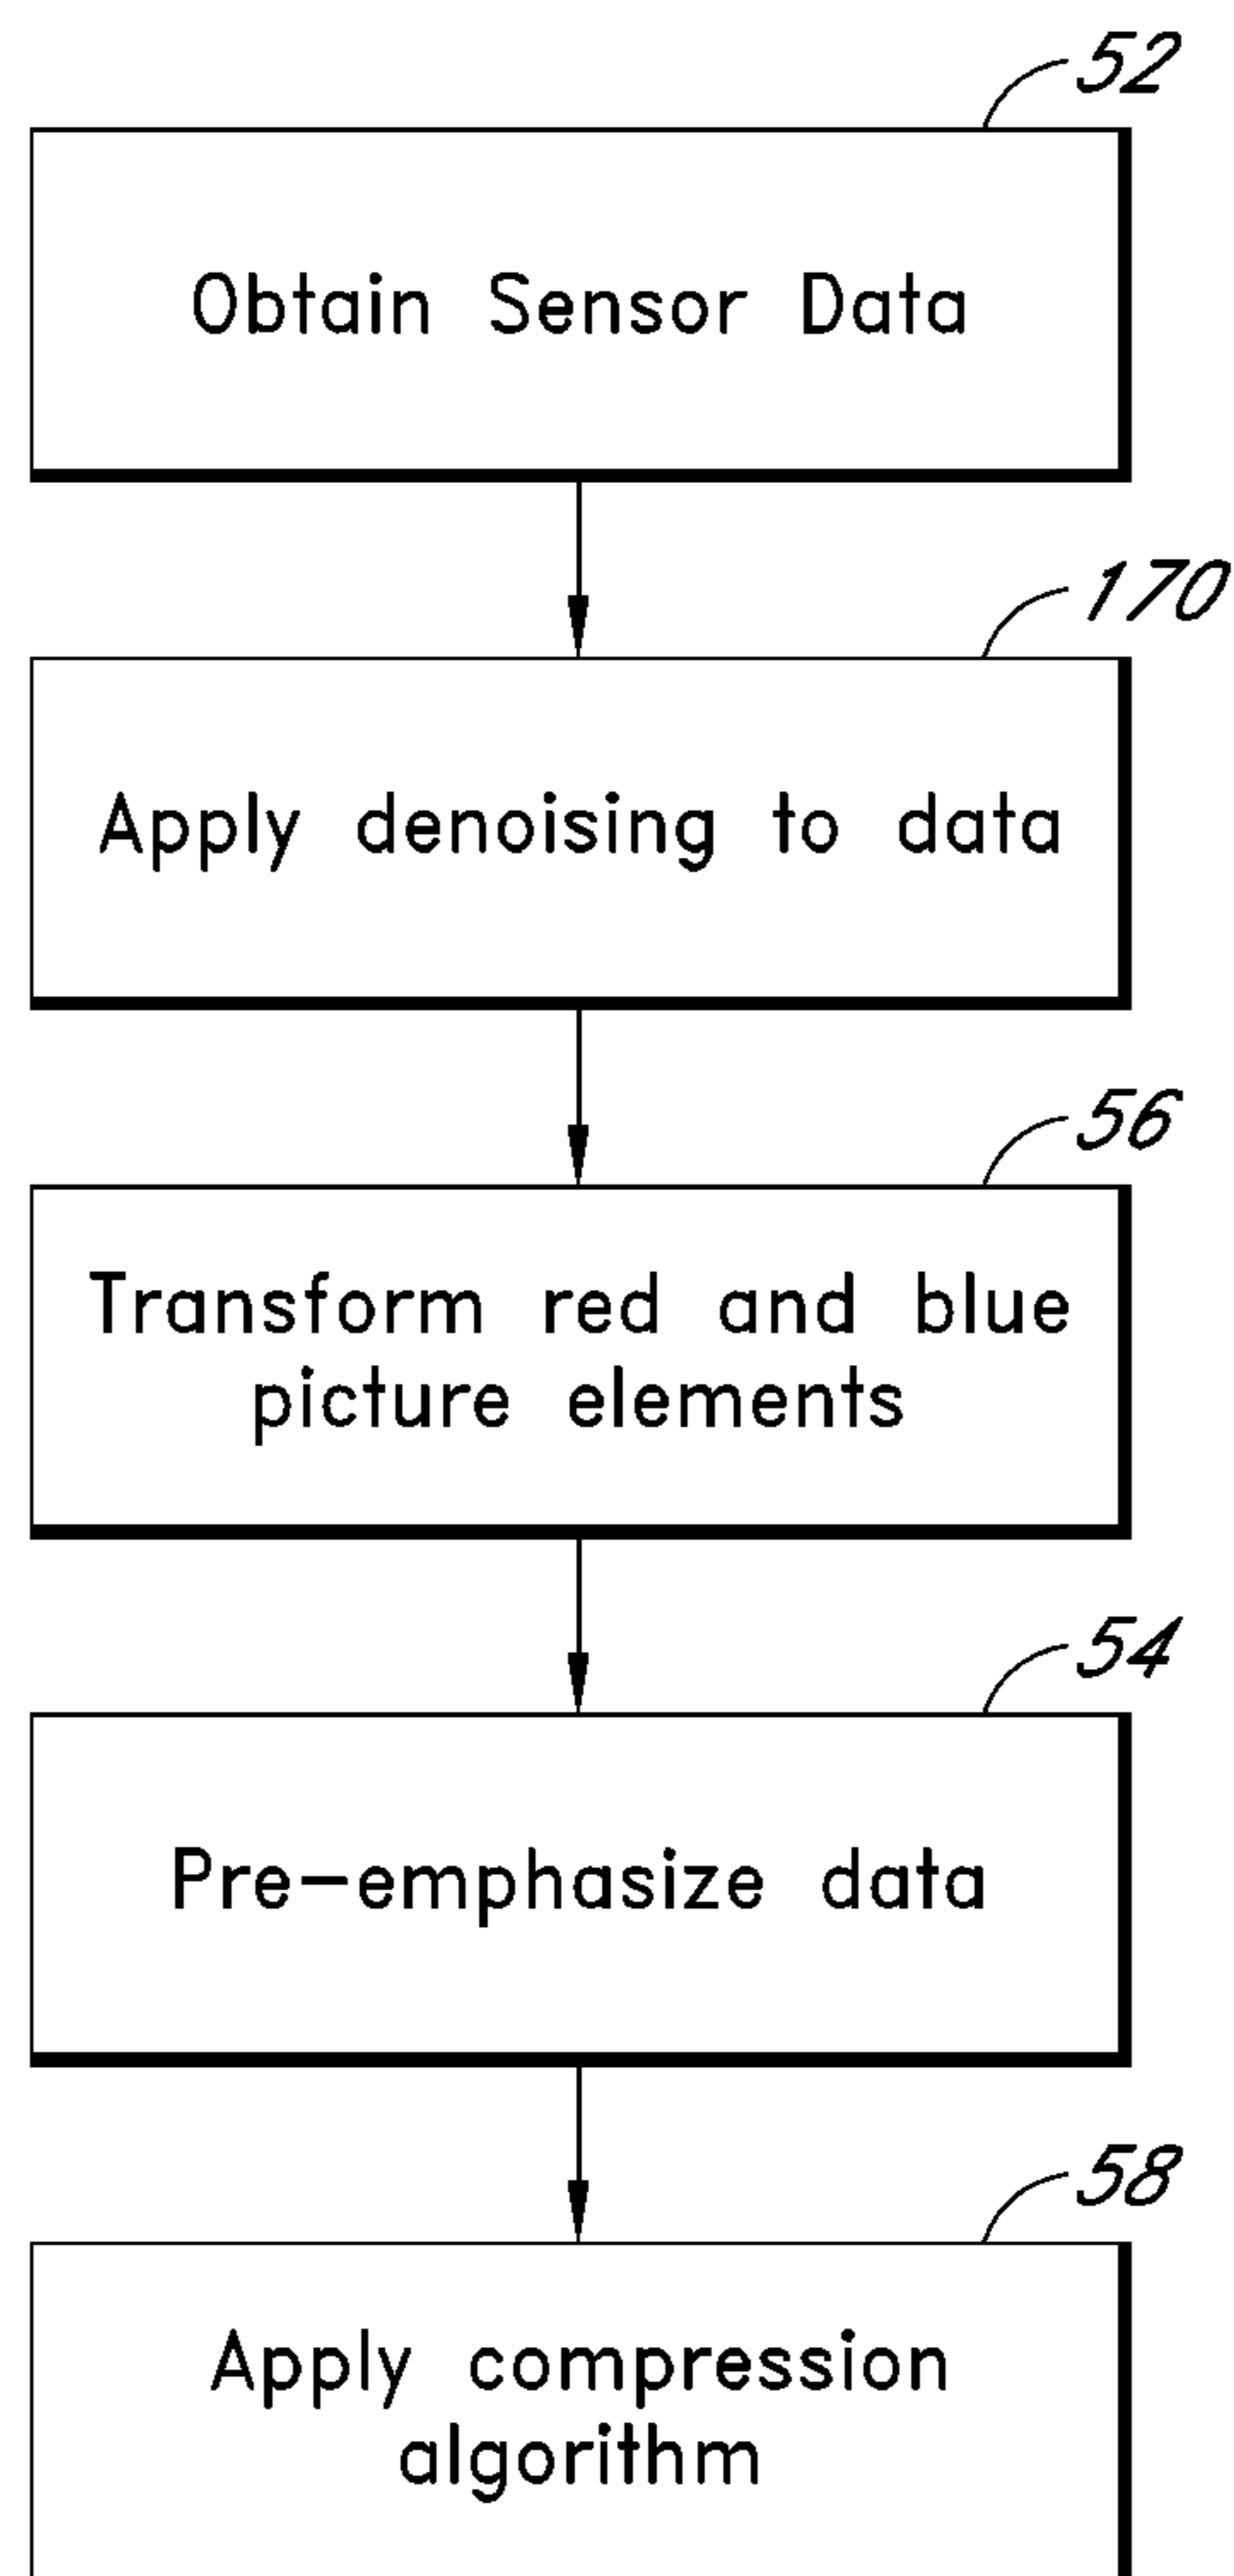 52
Obtain Sensor Data
170
Apply denoising to data
56
Transform red and blue
picture elements
54
Pre-emphasize data
58
Apply compression
algorithm